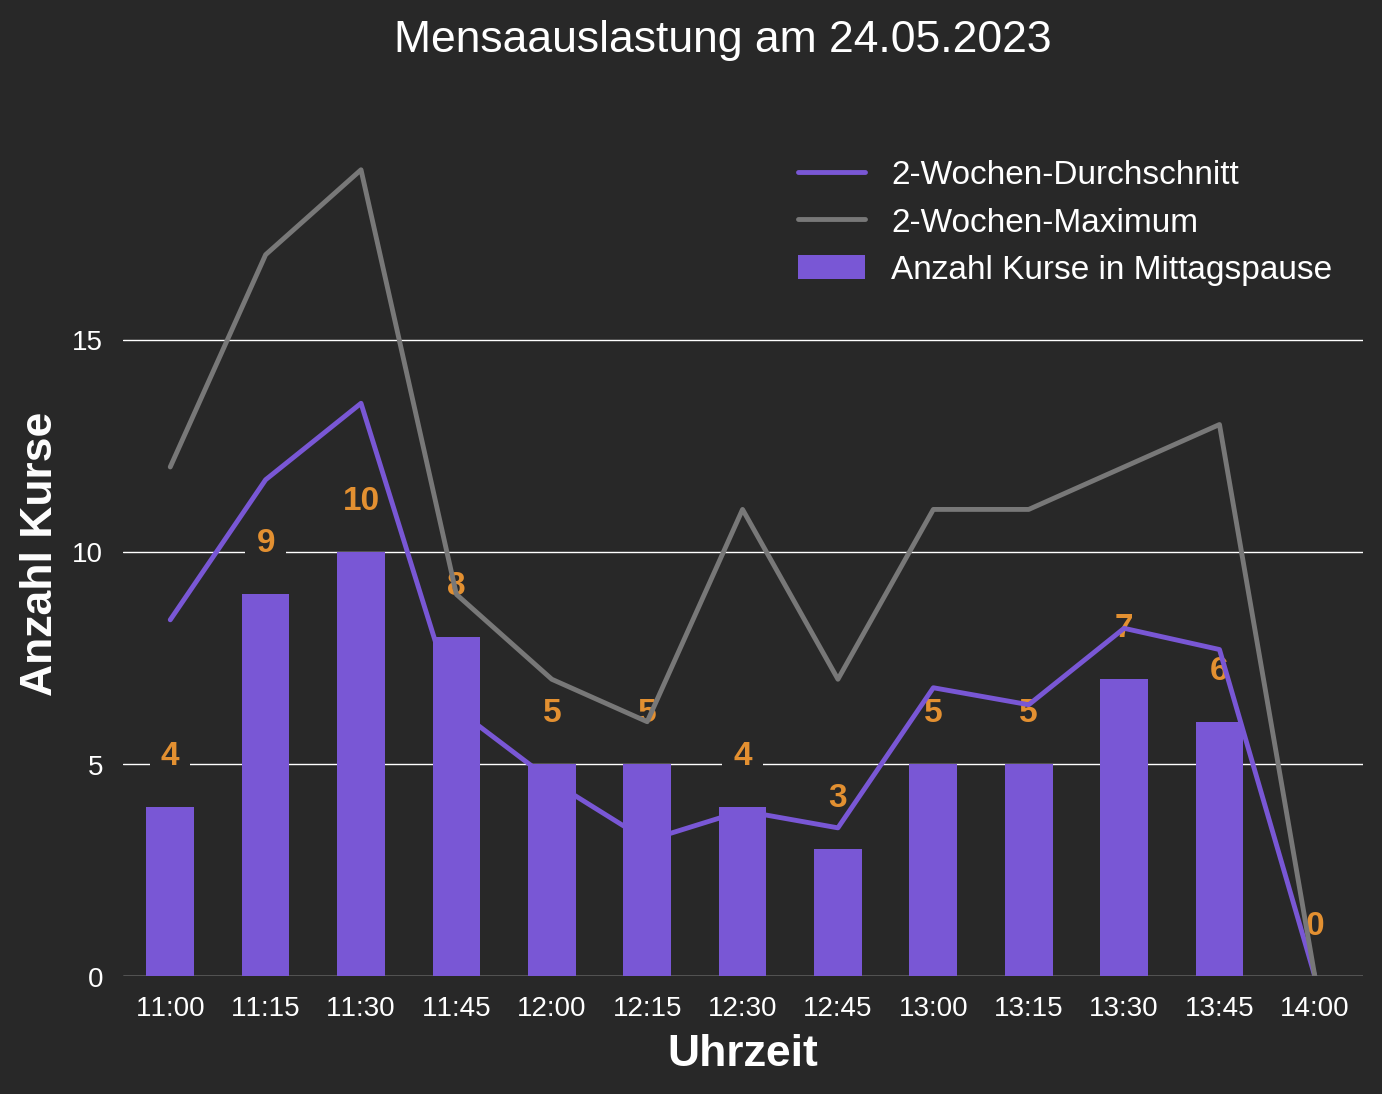 Mensaauslastung am 24.05.2023
2-Wochen-Durchschnitt
2-Wochen-Maximum
Anzahl Kurse in Mittagspause
Anzahl Kurse
15
10
5
0
4
9
10
8
5
5
4
3
5
5
7
6
0
11:00 11:15 11:30 11:45 12:00 12:15 12:30 12:45 13:00 13:15 13:30 13:45 14:00
Uhrzeit